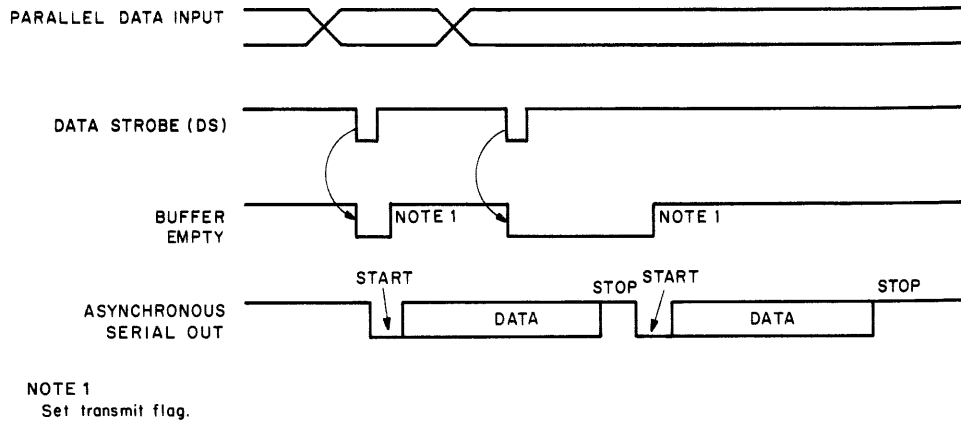 PARALLEL DATA INPUT
DATA STROBE (DS)
BUFFER
EMPTY
NOTE 1
NOTE 1
START
STOP
START
STOP
ASYNCHRONOUS
SERIAL OUT
DATA
DATA
NOTE 1
Set transmit flag.